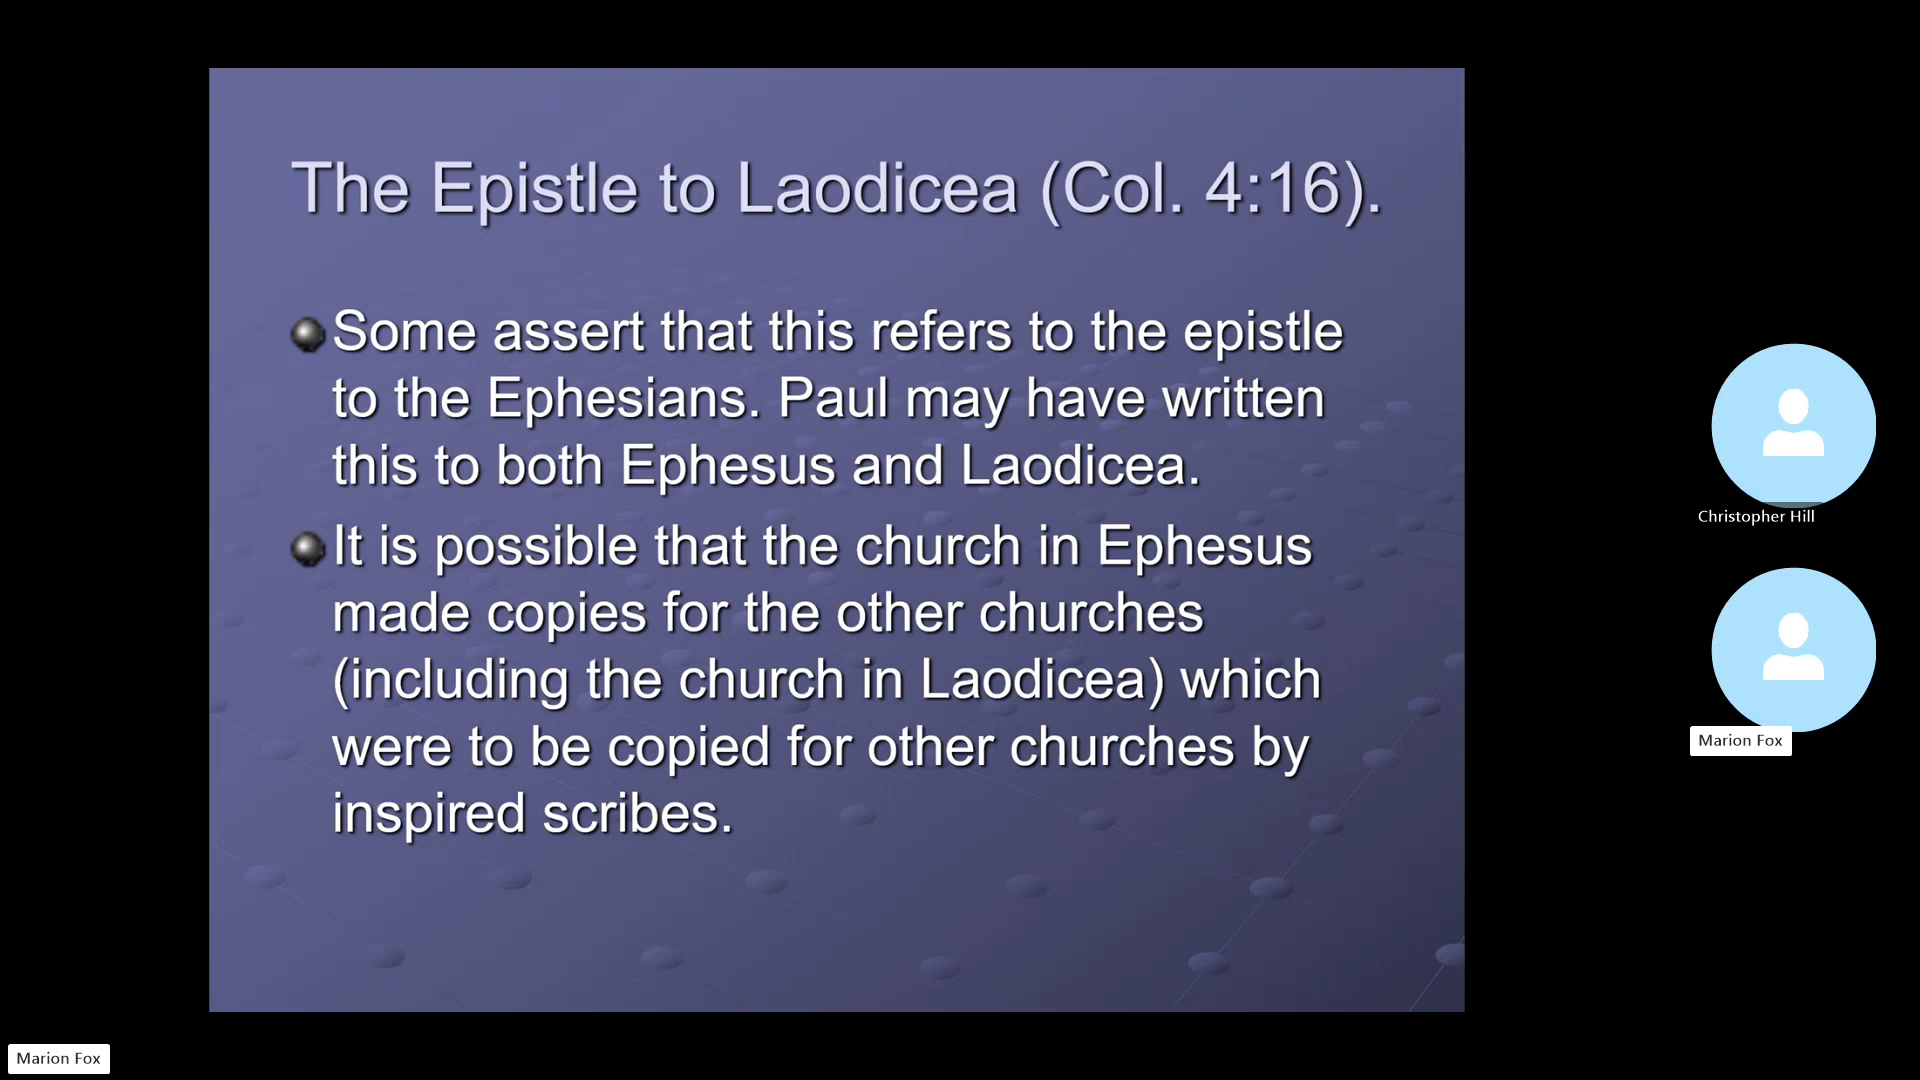 The Epistle to Laodicea (Col. 4:16).
Some assert that this refers to the epistle
to the Ephesians. Paul may have written
this to both Ephesus and Laodicea.
It is possible that the church in Ephesus
made copies for the other churches
(including the church in Laodicea) which
were to be copied for other churches by
inspired scribes.
Christopher Hill
Marion Fox
Marion Fox